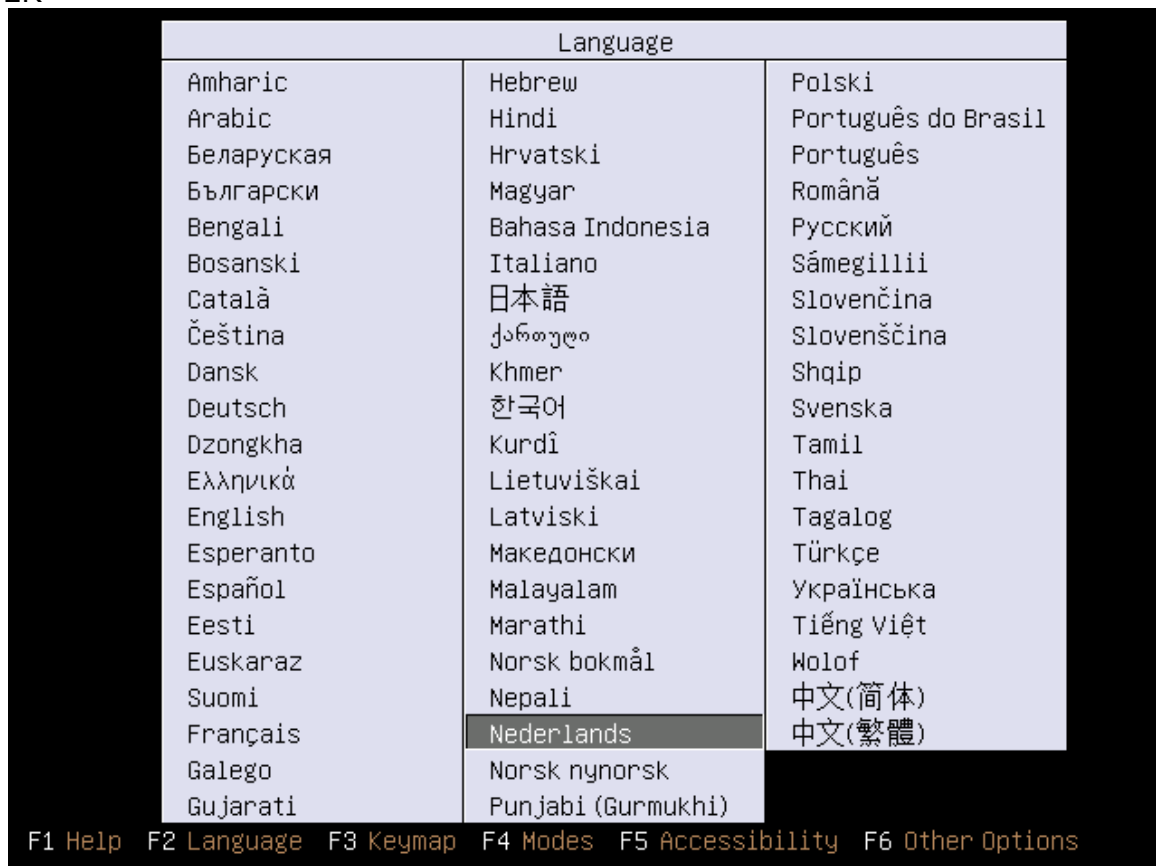 Language
Amharic
Arabic
Беларуская
Български
Bengali
Bosanski
Català
Čeština
Dansk
Deutsch
Dzongkha
Ελληνικά
English
Esperanto
Español
Eesti
Euskaraz
Suomi
Français
Galego
Gujarati
Hebrew
Hindi
Hrvatski
Magyar
Bahasa Indonesia
Italiano
日本語
ქართული
Khmer
한국어
Kurdî
Lietuviškai
Latviski
Македонски
Malayalam
Marathi
Norsk bokmål
Nepali
Nederlands
Norsk nynorsk
Punjabi (Gurmukhi)
Polski
Português do Brasil
Português
Română
Русский
Sámegillii
Slovenčina
Slovenščina
Shqip
Svenska
Tamil
Thai
Tagalog
Türkçe
Українська
Tiếng Việt
Wolof
中文(简体)
中文(繁體)
F1 Help F2 Language F3 Keymap F4 Modes F5 Accessibility F6 Other Options